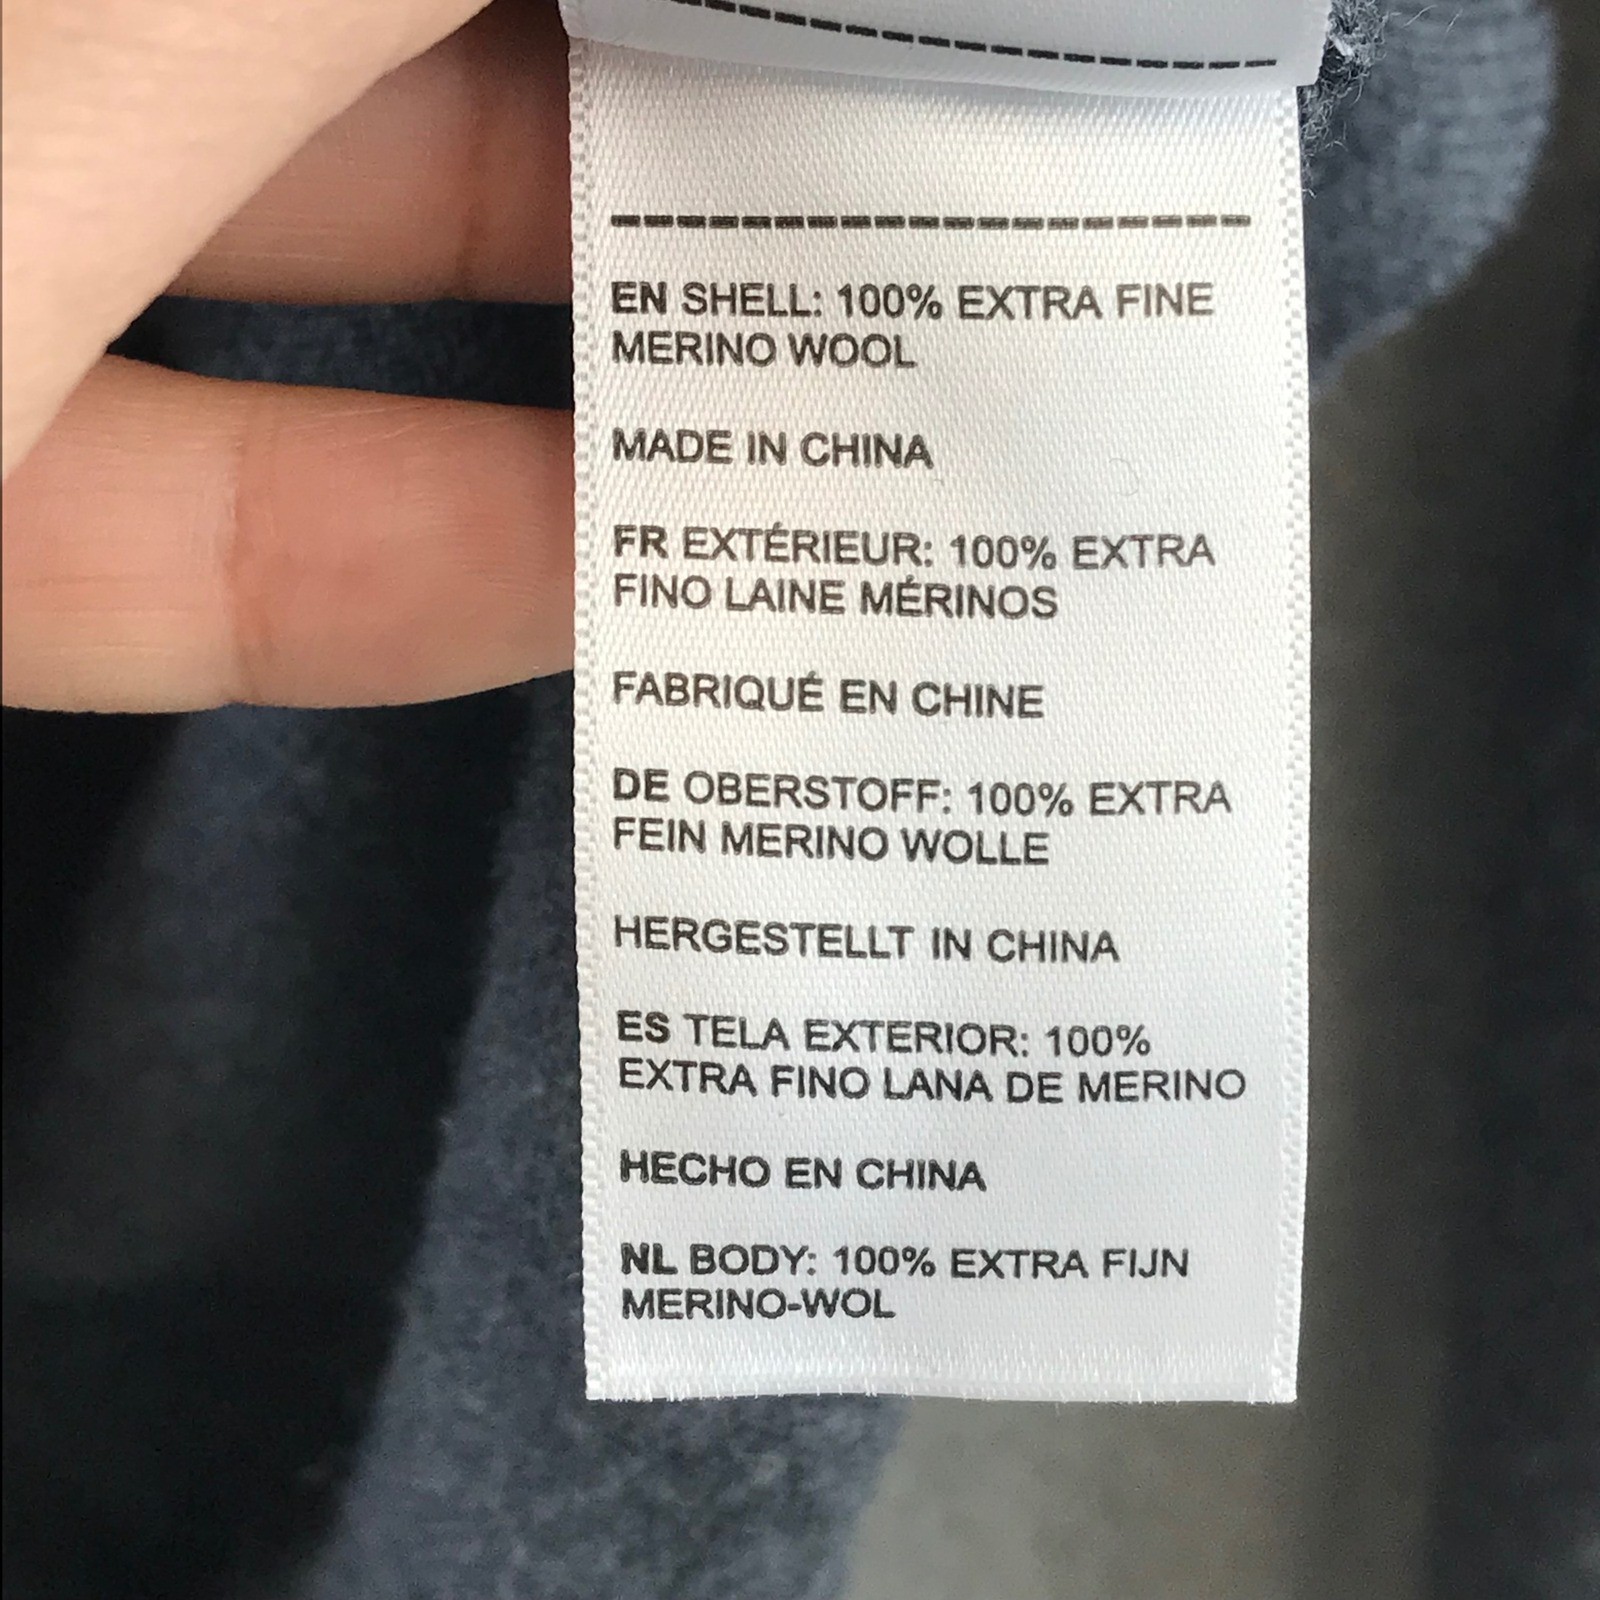 EN SHELL: 100% EXTRA FINE
MERINO WOOL
MADE IN CHINA
FR EXTÉRIEUR: 100% EXTRA
FINO LAINE MÉRINOS
FABRIQUÉ EN CHINE
DE OBERSTOFF: 100% EXTRA
FEIN MERINO WOLLE
HERGESTELLT IN CHINA
ES TELA EXTERIOR: 100%
EXTRA FINO LANA DE MERINO
HECHO EN CHINA
NL BODY: 100% EXTRA FIJN
MERINO-WOL